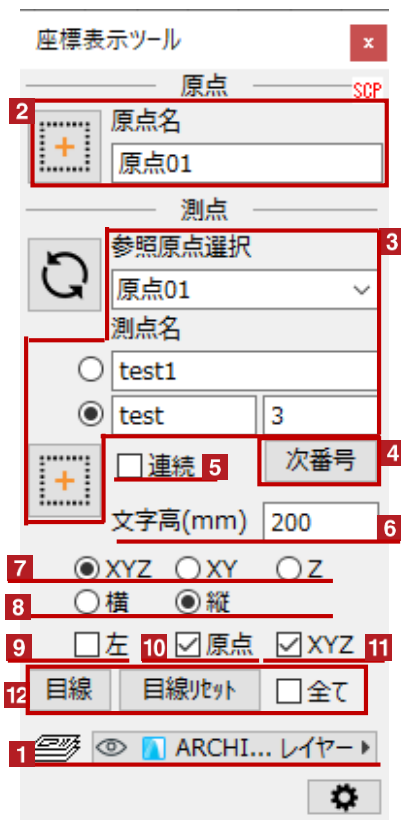 座標表示ツール x
原点
SCP
2
原点名
原点01
測点
3
参照原点選択
原点01
測点名
test1
test 3
連続 5 次番号 4
文字高(mm) 200
6
7 XYZ XY Z
8 横 縦
9 左 10 原点 XYZ 11
12 目線 目線リセット 全て
1 ARCHI... レイヤー